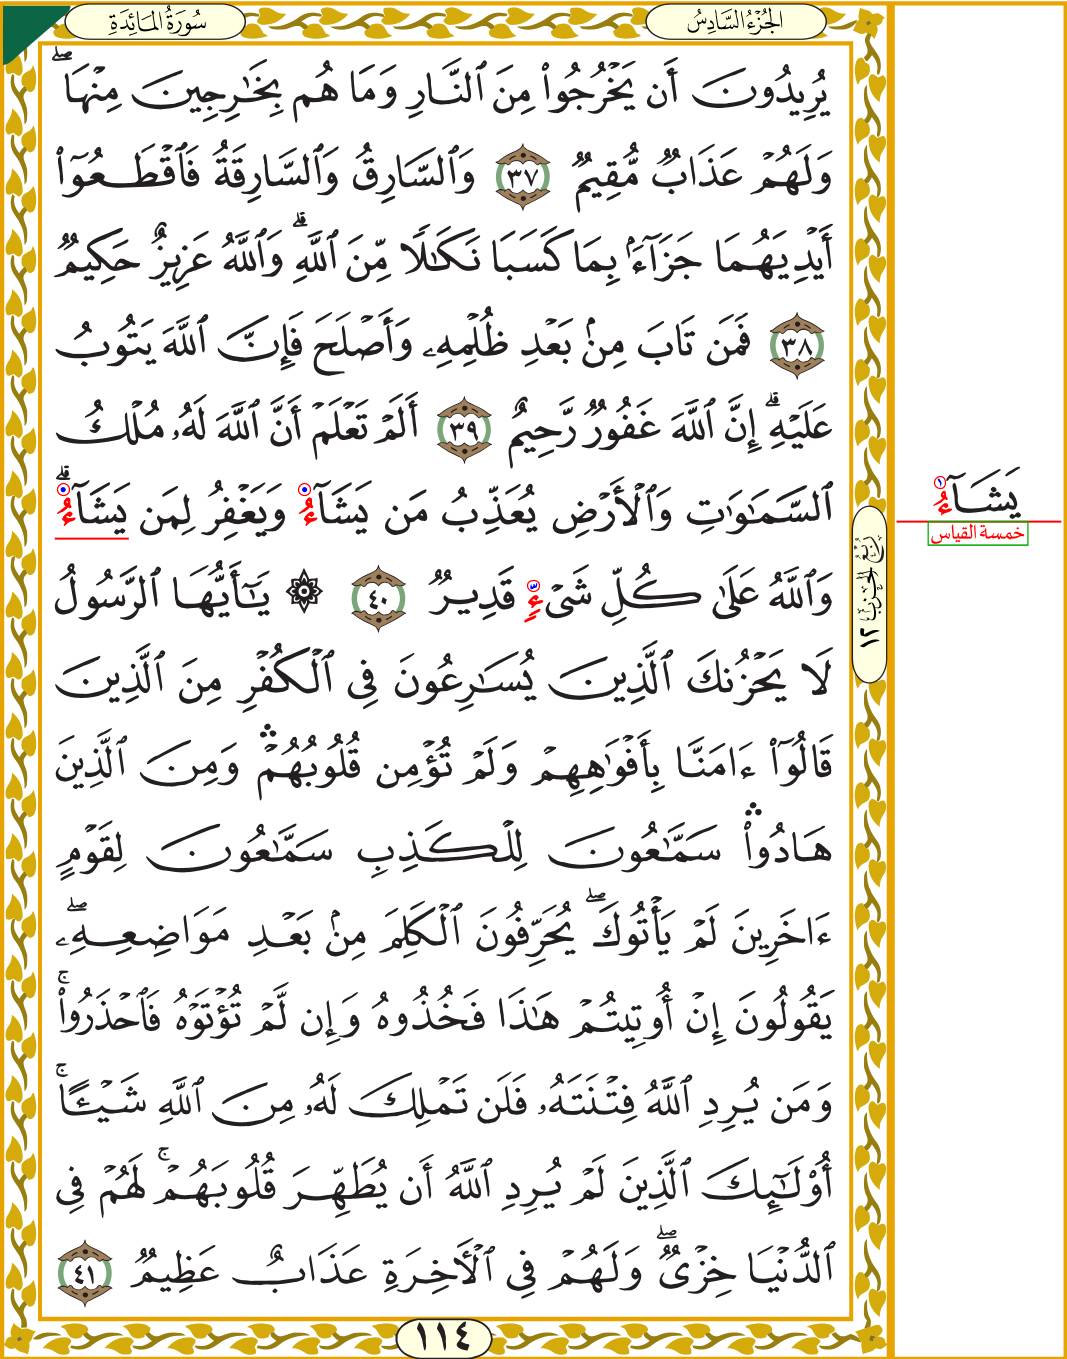 سُورَةُ المَائِدَةِ
الجُزْءُ السَّادِسُ
يُرِيدُونَ أَن يَخْرُجُوا۟ مِنَ ٱلنَّارِ وَمَا هُم بِخَـٰرِجِينَ مِنْهَا ۖ
وَلَهُمْ عَذَابٌ مُّقِيمٌ ٣٧ وَٱلسَّارِقُ وَٱلسَّارِقَةُ فَٱقْطَعُوٓا۟
أَيْدِيَهُمَا جَزَآءًۢ بِمَا كَسَبَا نَكَـٰلًا مِّنَ ٱللَّهِ ۗ وَٱللَّهُ عَزِيزٌ حَكِيمٌ
٣٨ فَمَن تَابَ مِنۢ بَعْدِ ظُلْمِهِۦ وَأَصْلَحَ فَإِنَّ ٱللَّهَ يَتُوبُ
عَلَيْهِ ۗ إِنَّ ٱللَّهَ غَفُورٌ رَّحِيمٌ ٣٩ أَلَمْ تَعْلَمْ أَنَّ ٱللَّهَ لَهُۥ مُلْكُ
ٱلسَّمَـٰوَٰتِ وَٱلْأَرْضِ يُعَذِّبُ مَن يَشَآءُ وَيَغْفِرُ لِمَن يَشَآءُ ۗ
وَٱللَّهُ عَلَىٰ كُلِّ شَىْءٍ قَدِيرٌ ٤٠ ۞ يَـٰٓأَيُّهَا ٱلرَّسُولُ
لَا يَحْزُنكَ ٱلَّذِينَ يُسَـٰرِعُونَ فِى ٱلْكُفْرِ مِنَ ٱلَّذِينَ
قَالُوٓا۟ ءَامَنَّا بِأَفْوَٰهِهِمْ وَلَمْ تُؤْمِن قُلُوبُهُمْ ۛ وَمِنَ ٱلَّذِينَ
هَادُوا۟ ۛ سَمَّـٰعُونَ لِلْكَذِبِ سَمَّـٰعُونَ لِقَوْمٍ
ءَاخَرِينَ لَمْ يَأْتُوكَ ۖ يُحَرِّفُونَ ٱلْكَلِمَ مِنۢ بَعْدِ مَوَاضِعِهِۦ ۖ
يَقُولُونَ إِنْ أُوتِيتُمْ هَـٰذَا فَخُذُوهُ وَإِن لَّمْ تُؤْتَوْهُ فَٱحْذَرُوا۟ ۚ
وَمَن يُرِدِ ٱللَّهُ فِتْنَتَهُۥ فَلَن تَمْلِكَ لَهُۥ مِنَ ٱللَّهِ شَيْـًٔا ۚ
أُو۟لَـٰٓئِكَ ٱلَّذِينَ لَمْ يُرِدِ ٱللَّهُ أَن يُطَهِّرَ قُلُوبَهُمْ ۚ لَهُمْ فِى
ٱلدُّنْيَا خِزْىٌ ۖ وَلَهُمْ فِى ٱلْـَٔاخِرَةِ عَذَابٌ عَظِيمٌ ٤١
يَشَآءُ ١
خمسة القياس
رُبْعُ الحِزْبِ ١٢
١١٤